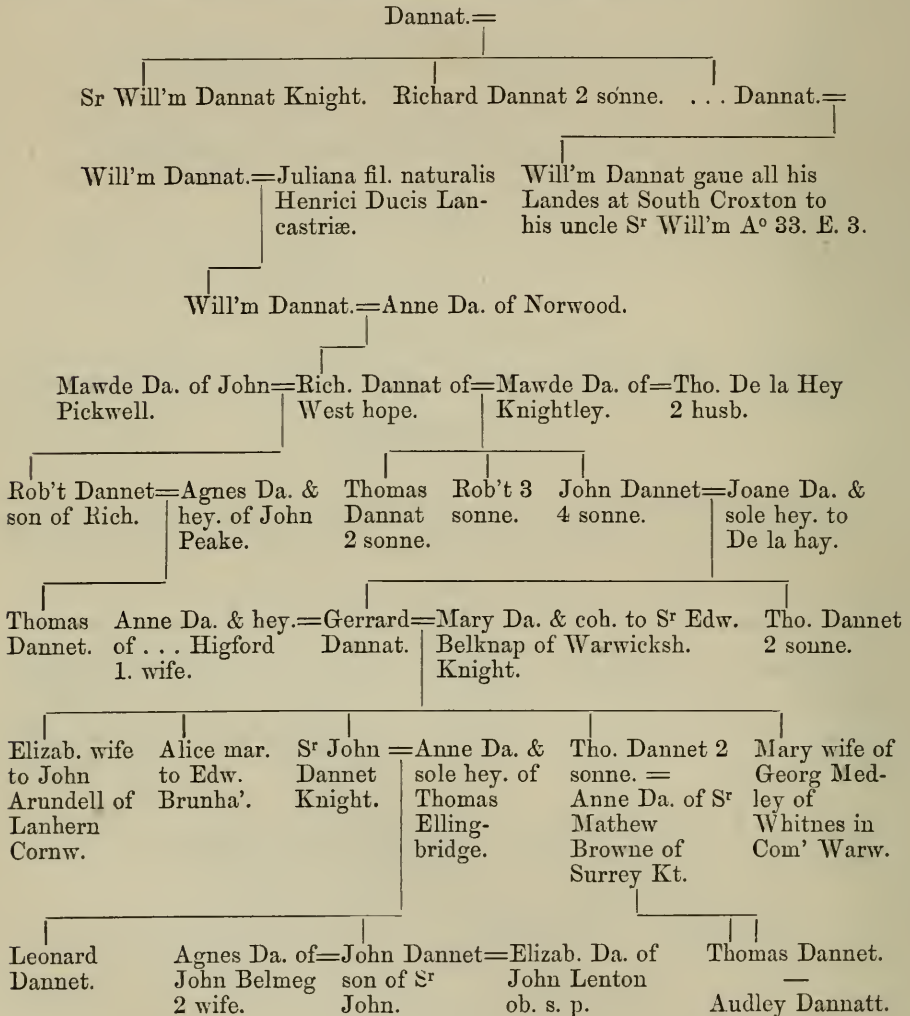 Dannat.=
Sr Will'm Dannat Knight. Richard Dannat 2 sonne. . . . Dannat.=
Will'm Dannat.=Juliana fil. naturalis
Henrici Ducis Lan-
castriæ.
Will'm Dannat gaue all his
Landes at South Croxton to
his uncle Sr Will'm Ao 33. E. 3.
Will'm Dannat.=Anne Da. of Norwood.
Mawde Da. of John=Rich. Dannat of=Mawde Da. of=Tho. De la Hey
Pickwell. West hope. Knightley. 2 husb.
Rob't Dannet=Agnes Da. &
son of Rich. hey. of John
Peake.
Thomas
Dannat
2 sonne.
Rob't 3
sonne.
John Dannet=Joane Da. &
4 sonne. sole hey. to
De la hay.
Thomas
Dannet.
Anne Da. & hey.=Gerrard=Mary Da. & coh. to Sr Edw.
of . . . Higford Dannat. Belknap of Warwicksh.
1. wife. Knight.
Tho. Dannet
2 sonne.
Elizab. wife
to John
Arundell of
Lanhern
Cornw.
Alice mar.
to Edw.
Brunha'.
Sr John =Anne Da. &
Dannet sole hey. of
Knight. Thomas
Elling-
bridge.
Tho. Dannet 2
sonne. =
Anne Da. of Sr
Mathew
Browne of
Surrey Kt.
Mary wife of
Georg Med-
ley of
Whitnes in
Com' Warw.
Leonard
Dannet.
Agnes Da. of=John Dannet=Elizab. Da. of
John Belmeg son of Sr John Lenton
2 wife. John. ob. s. p.
Thomas Dannet.
—
Audley Dannatt.